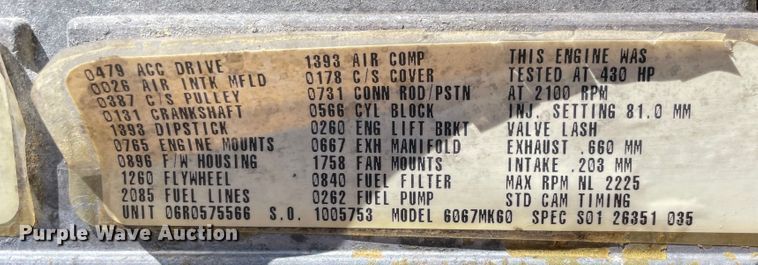 0479 ACC DRIVE 1393 AIR COMP THIS ENGINE WAS
0026 AIR INTK MFLD 0178 C/S COVER TESTED AT 430 HP
0387 C/S PULLEY 0731 CONN ROD/PSTN AT 2100 RPM
0131 CRANKSHAFT 0566 CYL BLOCK INJ. SETTING 81.0 MM
1393 DIPSTICK 0260 ENG LIFT BRKT VALVE LASH
0765 ENGINE MOUNTS 0667 EXH MANIFOLD EXHAUST .660 MM
0896 F/W HOUSING 1758 FAN MOUNTS INTAKE .203 MM
1260 FLYWHEEL 0840 FUEL FILTER MAX RPM NL 2225
2085 FUEL LINES 0262 FUEL PUMP STD CAM TIMING
UNIT 06R0575566 S.O. 1005753 MODEL 6067MK60 SPEC S01 26351 035
Purple Wave Auction